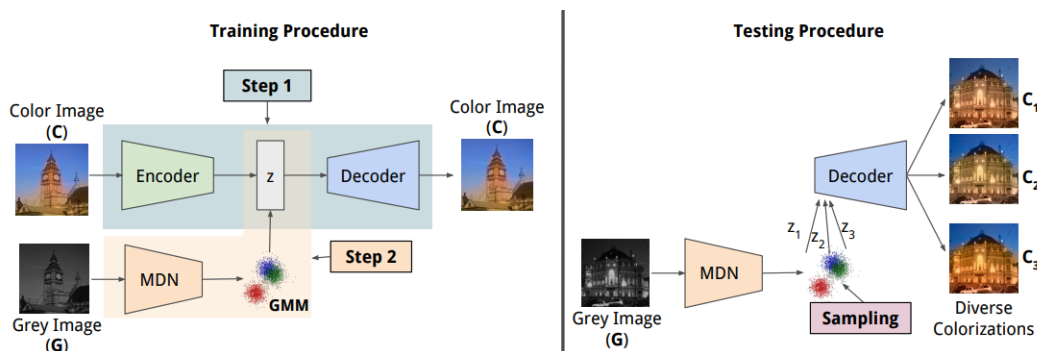 Training Procedure
Step 1
Color Image
(C)
Encoder
z
Decoder
Color Image
(C)
MDN
GMM
Step 2
Grey Image
(G)
Testing Procedure
C1
C2
C3
Decoder
z1
z2
z3
MDN
Sampling
Grey Image
(G)
Diverse
Colorizations